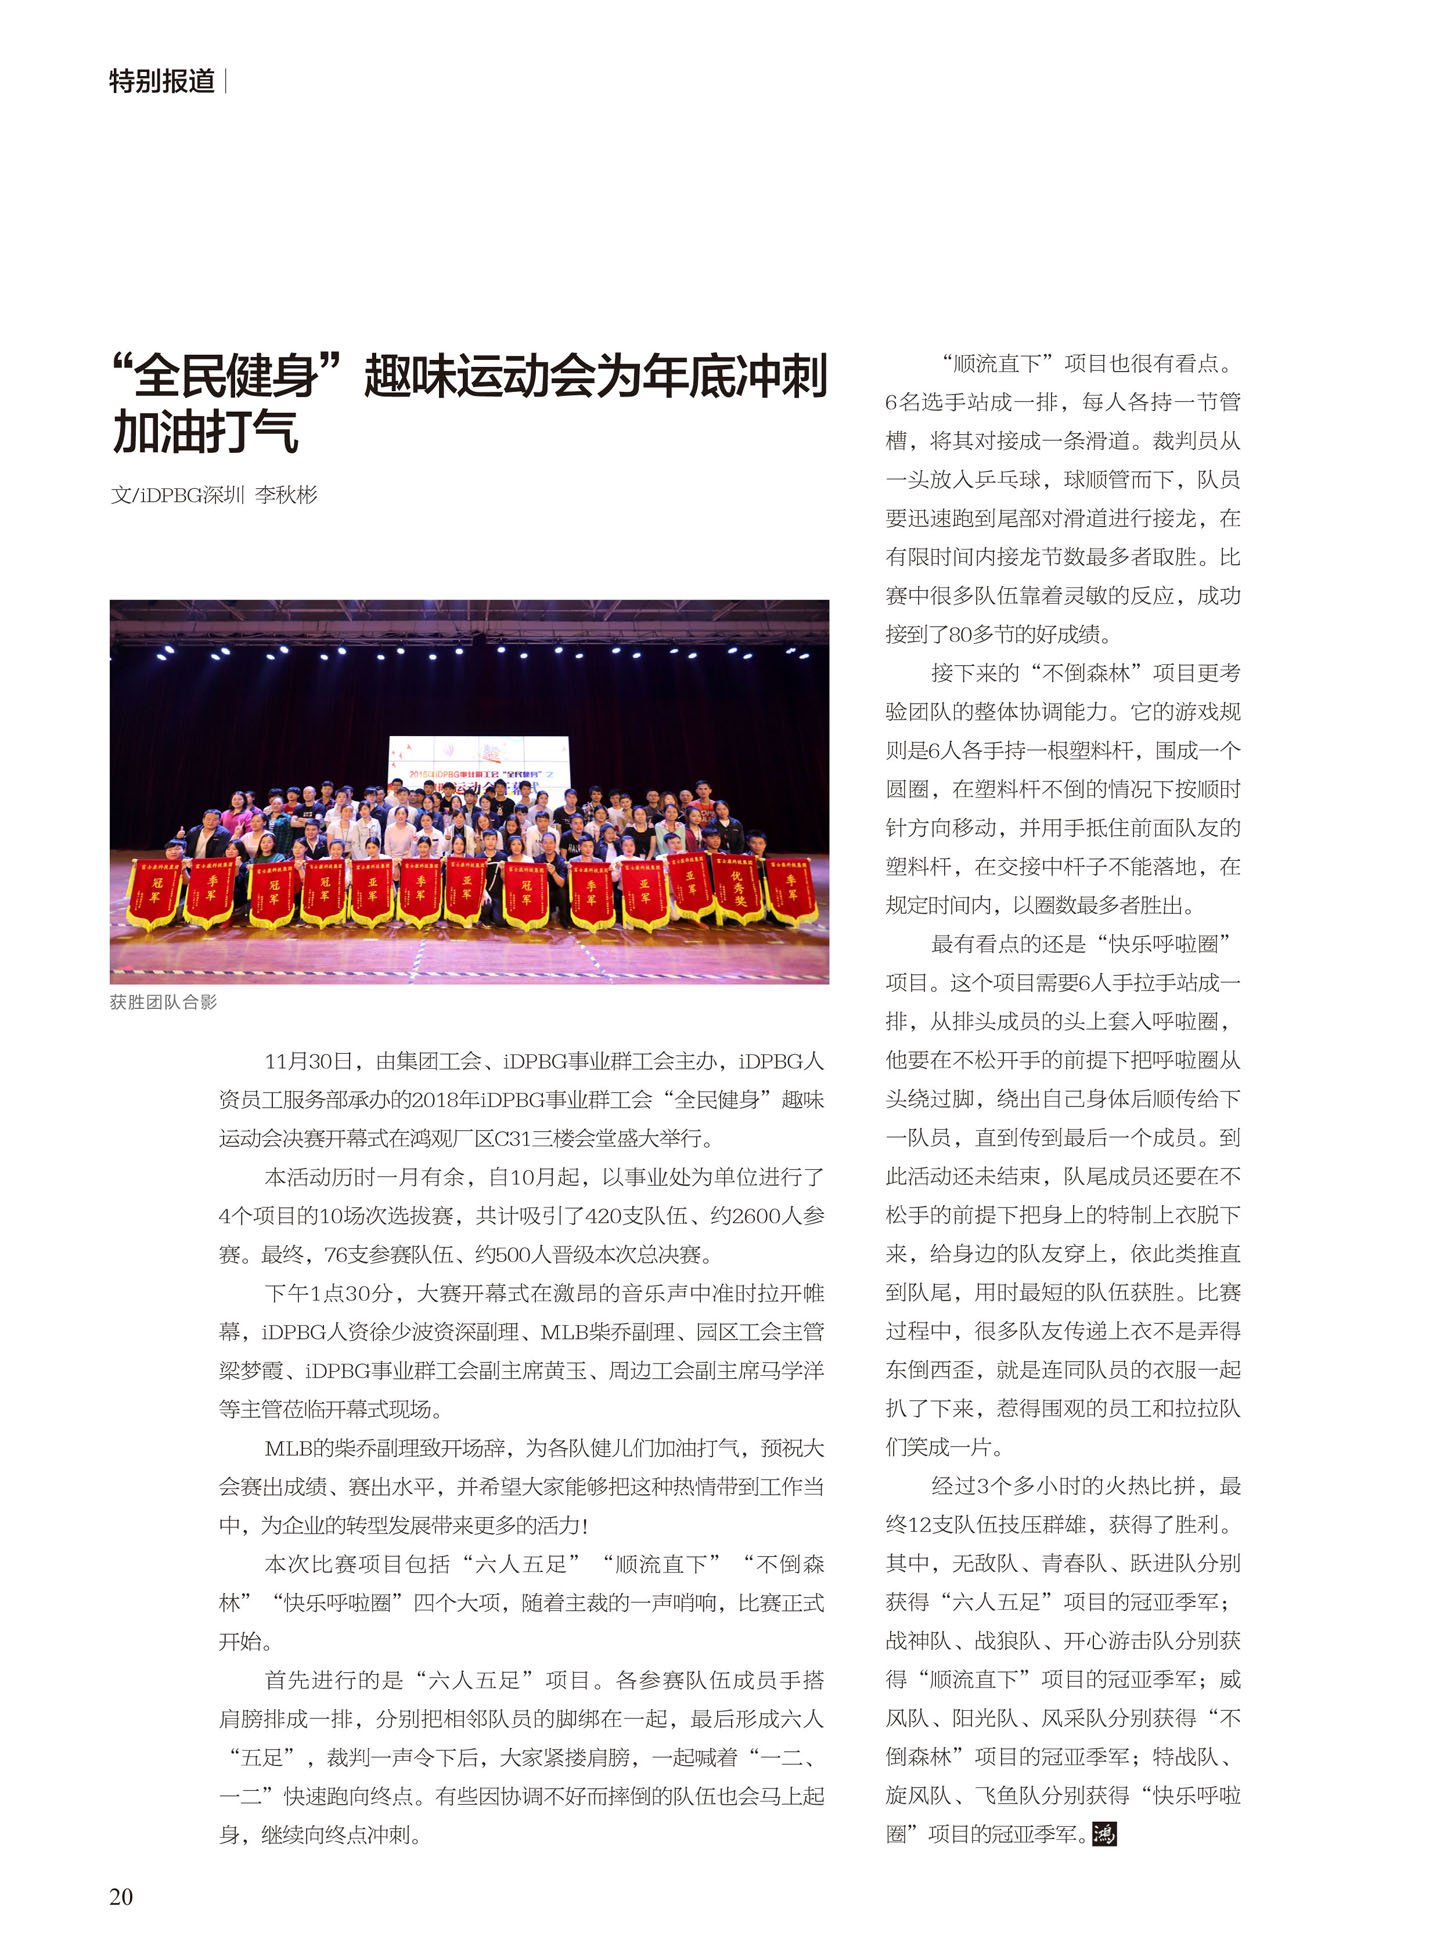 特别报道
“全民健身”趣味运动会为年底冲刺
加油打气
文/iDPBG深圳 李秋彬
冠军
季军
冠军
冠军
亚军
季军
亚军
冠军
季军
亚军
亚军
优秀奖
季军
获胜团队合影
11月30日，由集团工会、iDPBG事业群工会主办，iDPBG人
资员工服务部承办的2018年iDPBG事业群工会“全民健身”趣味
运动会决赛开幕式在鸿观厂区C31三楼会堂盛大举行。
本活动历时一月有余，自10月起，以事业处为单位进行了
4个项目的10场次选拔赛，共计吸引了420支队伍、约2600人参
赛。最终，76支参赛队伍、约500人晋级本次总决赛。
下午1点30分，大赛开幕式在激昂的音乐声中准时拉开帷
幕，iDPBG人资徐少波资深副理、MLB柴乔副理、园区工会主管
梁梦霞、iDPBG事业群工会副主席黄玉、周边工会副主席马学洋
等主管莅临开幕式现场。
MLB的柴乔副理致开场辞，为各队健儿们加油打气，预祝大
会赛出成绩、赛出水平，并希望大家能够把这种热情带到工作当
中，为企业的转型发展带来更多的活力！
本次比赛项目包括“六人五足”“顺流直下”“不倒森
林”“快乐呼啦圈”四个大项，随着主裁的一声哨响，比赛正式
开始。
首先进行的是“六人五足”项目。各参赛队伍成员手搭
肩膀排成一排，分别把相邻队员的脚绑在一起，最后形成六人
“五足”，裁判一声令下后，大家紧搂肩膀，一起喊着“一二、
一二”快速跑向终点。有些因协调不好而摔倒的队伍也会马上起
身，继续向终点冲刺。
“顺流直下”项目也很有看点。
6名选手站成一排，每人各持一节管
槽，将其对接成一条滑道。裁判员从
一头放入乒乓球，球顺管而下，队员
要迅速跑到尾部对滑道进行接龙，在
有限时间内接龙节数最多者取胜。比
赛中很多队伍靠着灵敏的反应，成功
接到了80多节的好成绩。
接下来的“不倒森林”项目更考
验团队的整体协调能力。它的游戏规
则是6人各手持一根塑料杆，围成一个
圆圈，在塑料杆不倒的情况下按顺时
针方向移动，并用手抵住前面队友的
塑料杆，在交接中杆子不能落地，在
规定时间内，以圈数最多者胜出。
最有看点的还是“快乐呼啦圈”
项目。这个项目需要6人手拉手站成一
排，从排头成员的头上套入呼啦圈，
他要在不松开手的前提下把呼啦圈从
头绕过脚，绕出自己身体后顺传给下
一队员，直到传到最后一个成员。到
此活动还未结束，队尾成员还要在不
松手的前提下把身上的特制上衣脱下
来，给身边的队友穿上，依此类推直
到队尾，用时最短的队伍获胜。比赛
过程中，很多队友传递上衣不是弄得
东倒西歪，就是连同队员的衣服一起
扒了下来，惹得围观的员工和拉拉队
们笑成一片。
经过3个多小时的火热比拼，最
终12支队伍技压群雄，获得了胜利。
其中，无敌队、青春队、跃进队分别
获得“六人五足”项目的冠亚季军；
战神队、战狼队、开心游击队分别获
得“顺流直下”项目的冠亚季军；威
风队、阳光队、风采队分别获得“不
倒森林”项目的冠亚季军；特战队、
旋风队、飞鱼队分别获得“快乐呼啦
圈”项目的冠亚季军。鸿
20